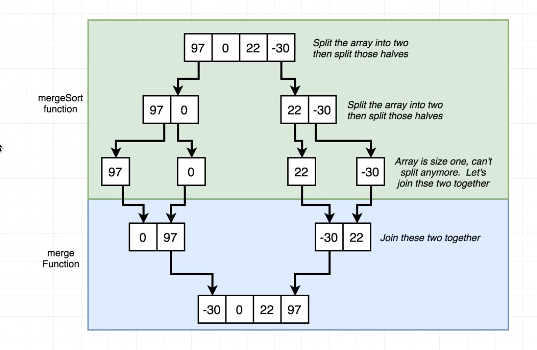 97 0 22 -30
Split the array into two
then split those halves
mergeSort
function
97 0
22 -30
Split the array into two
then split those halves
97
0
22
-30
Array is size one, can't
split anymore. Let's
join thse two together
merge
Function
0 97
-30 22
Join these two together
-30 0 22 97